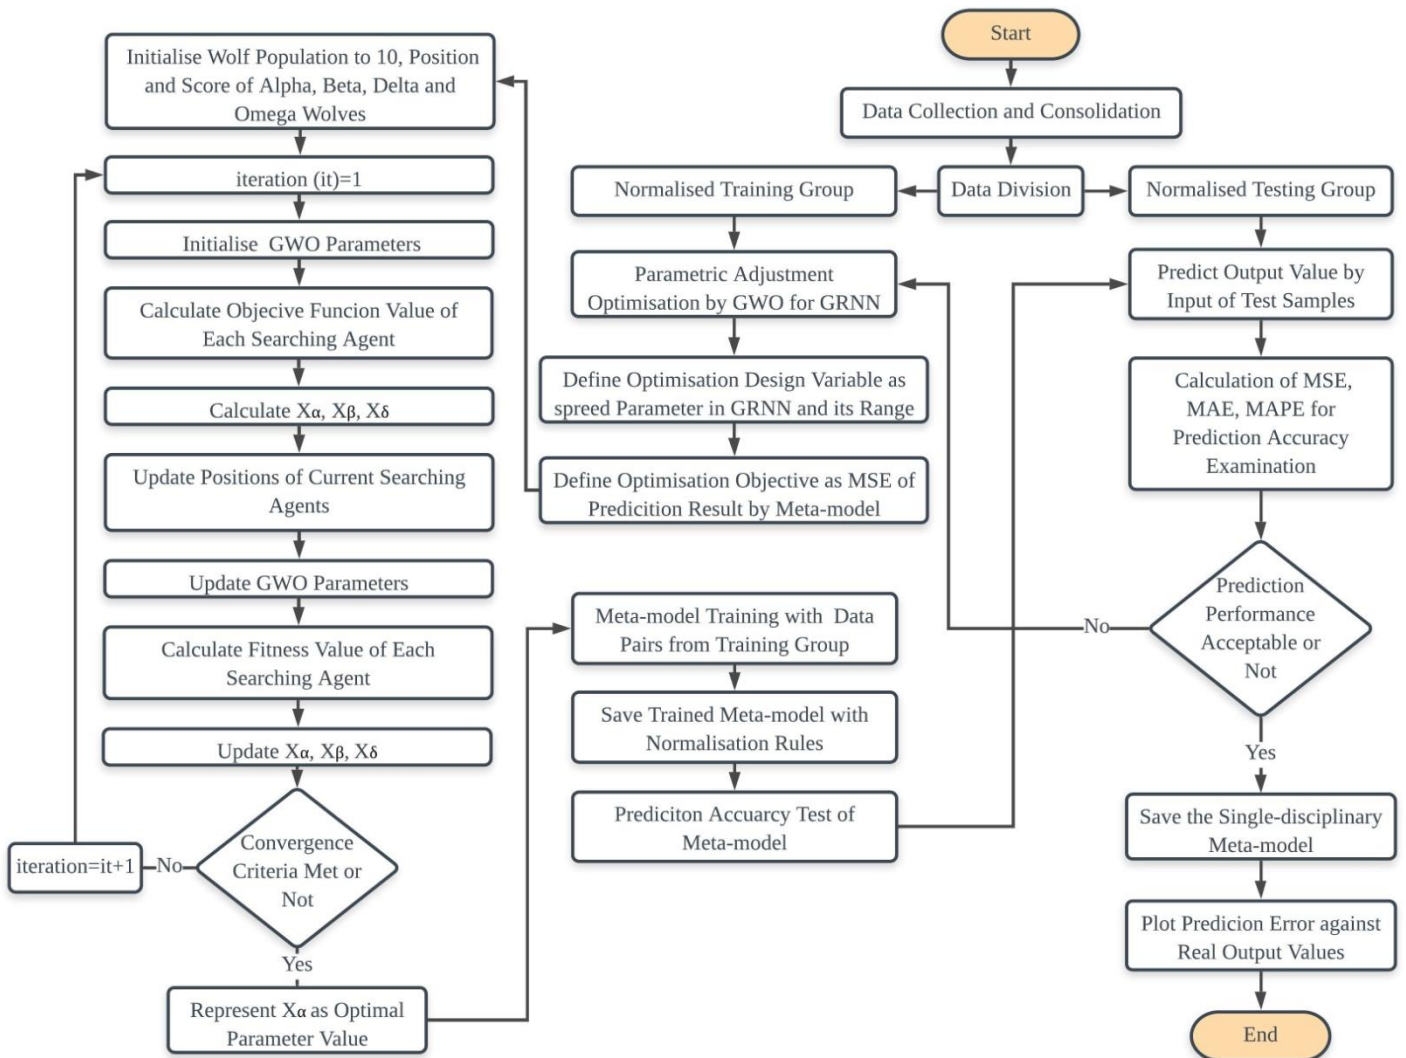 Start
Data Collection and Consolidation
Data Division
Normalised Training Group
Normalised Testing Group
Parametric Adjustment
Optimisation by GWO for GRNN
Define Optimisation Design Variable as
spreed Parameter in GRNN and its Range
Define Optimisation Objective as MSE of
Predicition Result by Meta-model
Initialise Wolf Population to 10, Position
and Score of Alpha, Beta, Delta and
Omega Wolves
iteration (it)=1
Initialise GWO Parameters
Calculate Objecive Funcion Value of
Each Searching Agent
Calculate Xα, Xβ, Xδ
Update Positions of Current Searching
Agents
Update GWO Parameters
Calculate Fitness Value of Each
Searching Agent
Update Xα, Xβ, Xδ
Convergence
Criteria Met or
Not
No
iteration=it+1
Yes
Represent Xα as Optimal
Parameter Value
Meta-model Training with Data
Pairs from Training Group
Save Trained Meta-model with
Normalisation Rules
Prediciton Accuarcy Test of
Meta-model
Predict Output Value by
Input of Test Samples
Calculation of MSE,
MAE, MAPE for
Prediction Accuracy
Examination
Prediction
Performance
Acceptable or
Not
No
Yes
Save the Single-disciplinary
Meta-model
Plot Predicion Error against
Real Output Values
End